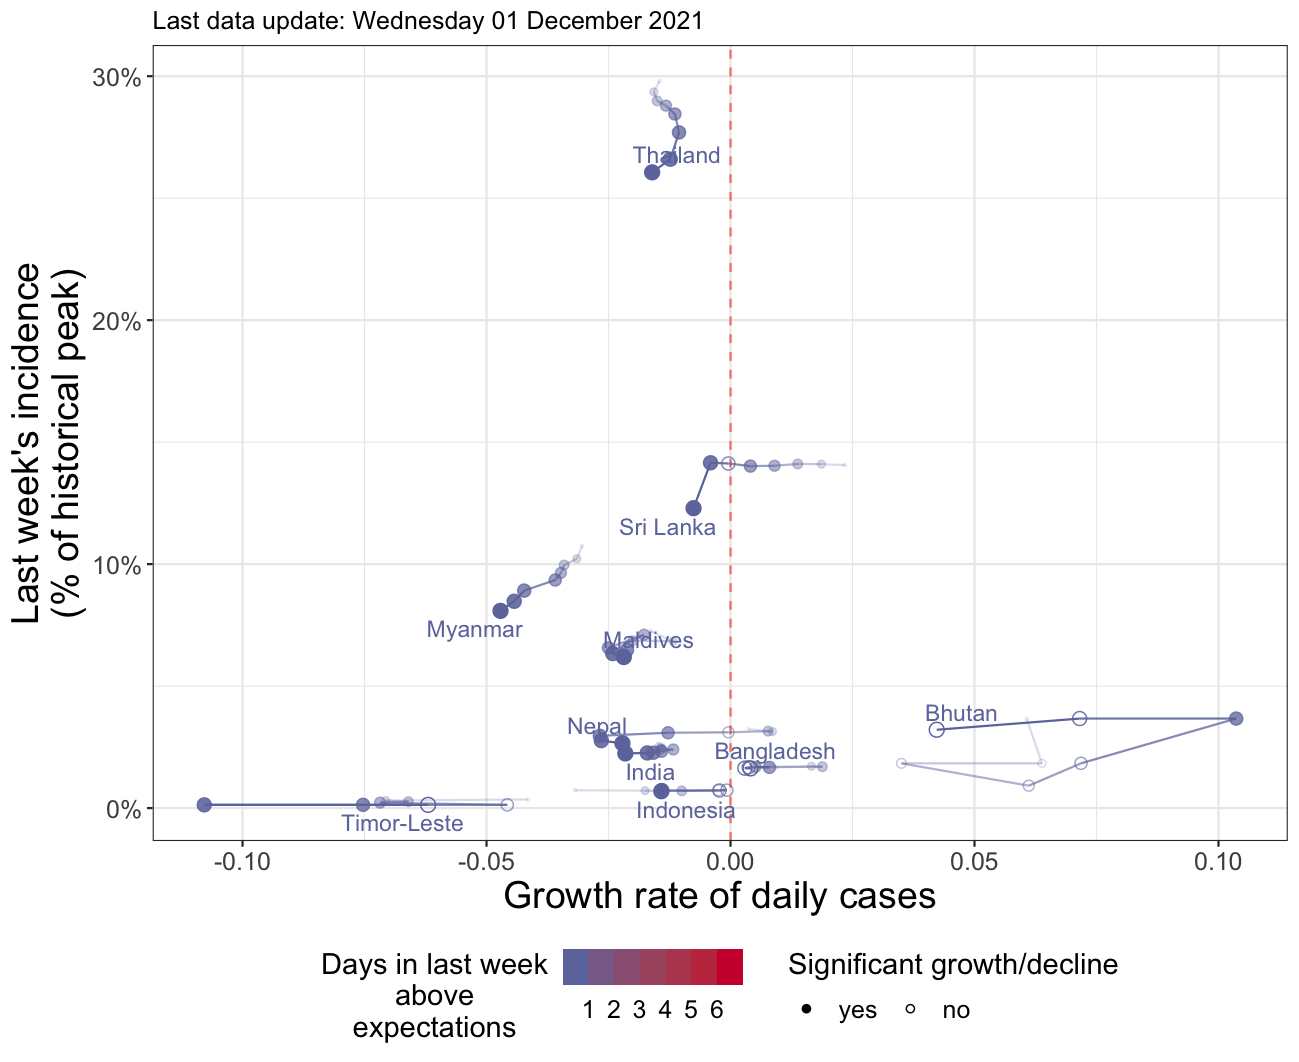 Last data update: Wednesday 01 December 2021
30%
20%
10%
0%
Last week's incidence
(% of historical peak)
Thailand
Sri Lanka
Myanmar
Maldives
Nepal
Bhutan
Bangladesh
India
Indonesia
Timor-Leste
-0.10 -0.05 0.00 0.05 0.10
Growth rate of daily cases
Days in last week
above
expectations
1 2 3 4 5 6
Significant growth/decline
yes no